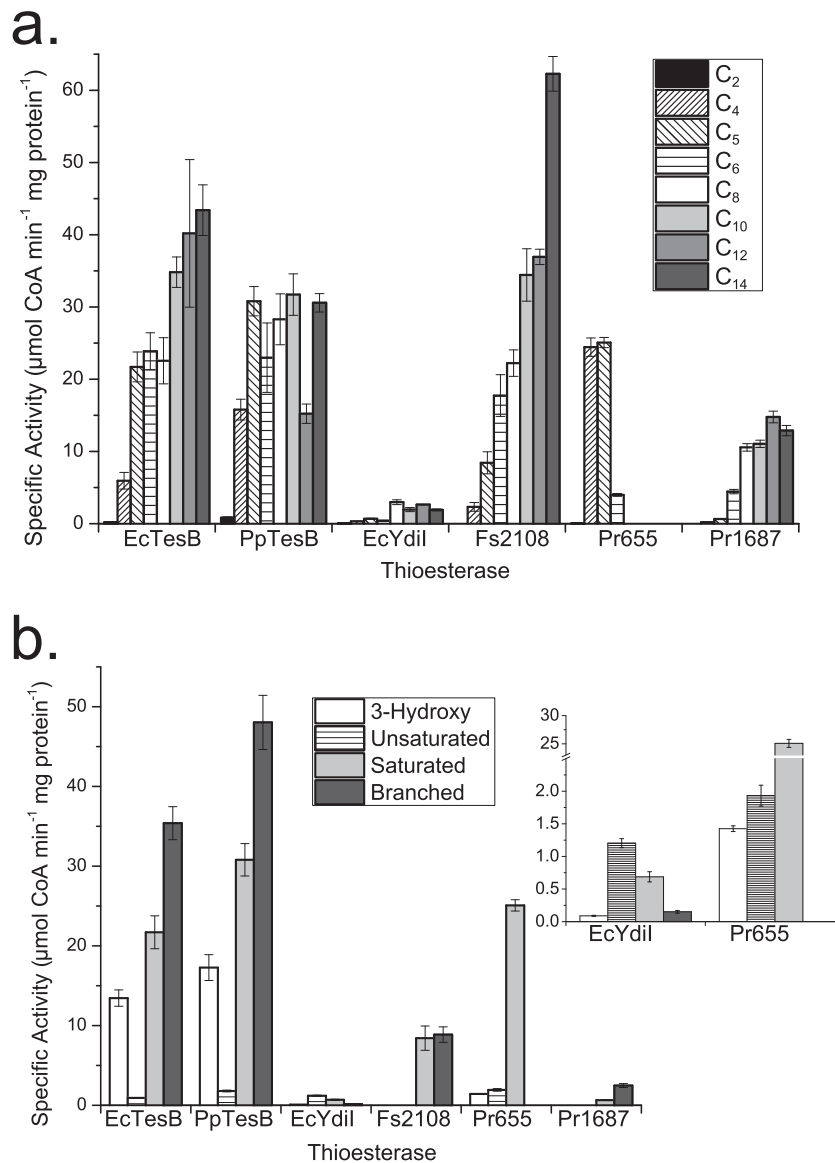 a.
Specific Activity (µmol CoA min⁻¹ mg protein⁻¹)
60
50
40
30
20
10
0
C₂
C₄
C₅
C₆
C₈
C₁₀
C₁₂
C₁₄
EcTesB PpTesB EcYdiI Fs2108 Pr655 Pr1687
Thioesterase
b.
Specific Activity (µmol CoA min⁻¹ mg protein⁻¹)
50
40
30
20
10
0
3-Hydroxy
Unsaturated
Saturated
Branched
30
25
2.0
1.5
1.0
0.5
0.0
EcYdiI Pr655
EcTesB PpTesB EcYdiI Fs2108 Pr655 Pr1687
Thioesterase